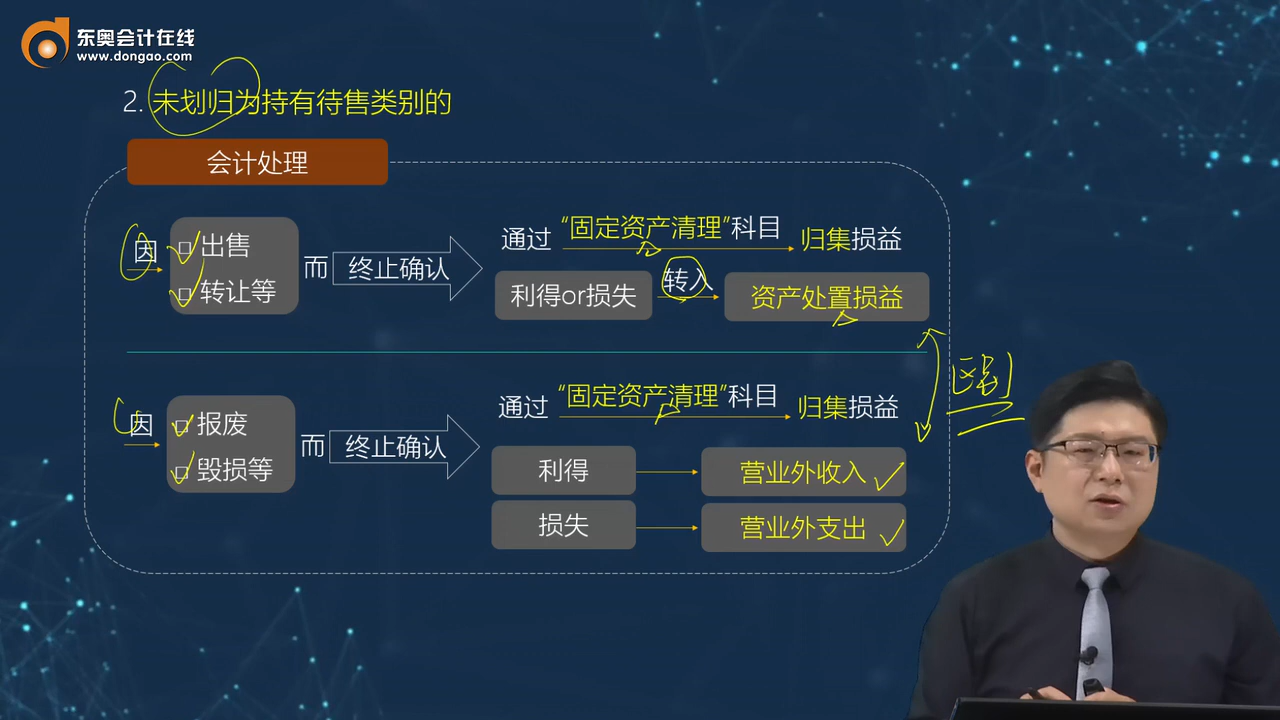 东奥会计在线
www.dongao.com
2. 未划归为持有待售类别的
会计处理
因
出售
转让等
而
终止确认
通过
“固定资产清理”科目
归集损益
利得or损失
转入
资产处置损益
区别
因
报废
毁损等
而
终止确认
通过
“固定资产清理”科目
归集损益
利得
营业外收入
损失
营业外支出